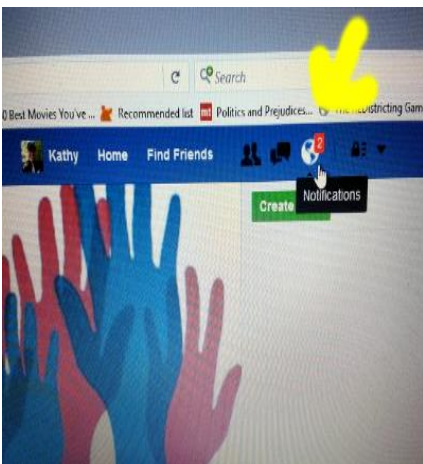 Search
0 Best Movies You've ... Recommended list mt Politics and Prejudices... The Redistricting Gam
Kathy Home Find Friends 2
Notifications
Create